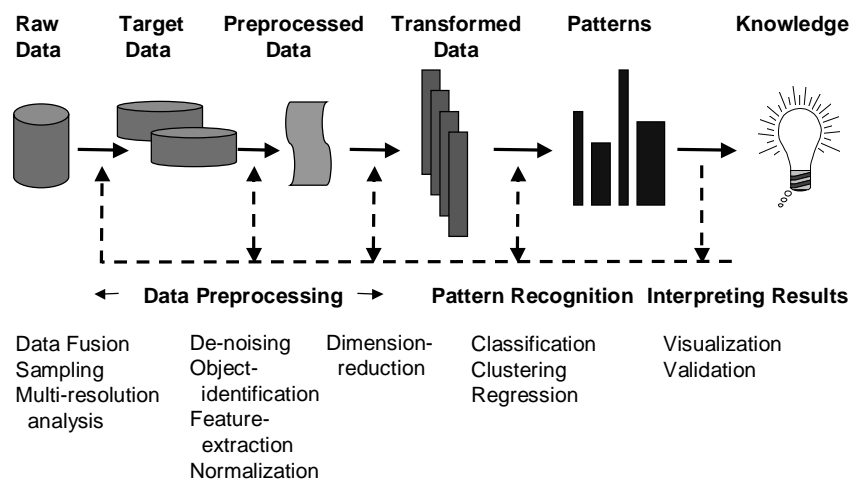 Raw
Data
Target
Data
Preprocessed
Data
Transformed
Data
Patterns
Knowledge
Data Preprocessing
Pattern Recognition
Interpreting Results
Data Fusion
Sampling
Multi-resolution
analysis
De-noising
Object-
identification
Feature-
extraction
Normalization
Dimension-
reduction
Classification
Clustering
Regression
Visualization
Validation